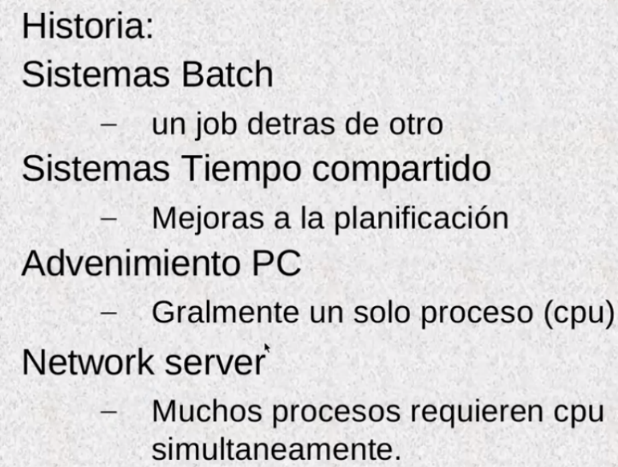 Historia:
Sistemas Batch
– un job detras de otro
Sistemas Tiempo compartido
– Mejoras a la planificación
Advenimiento PC
– Gralmente un solo proceso (cpu)
Network server
– Muchos procesos requieren cpu
simultaneamente.